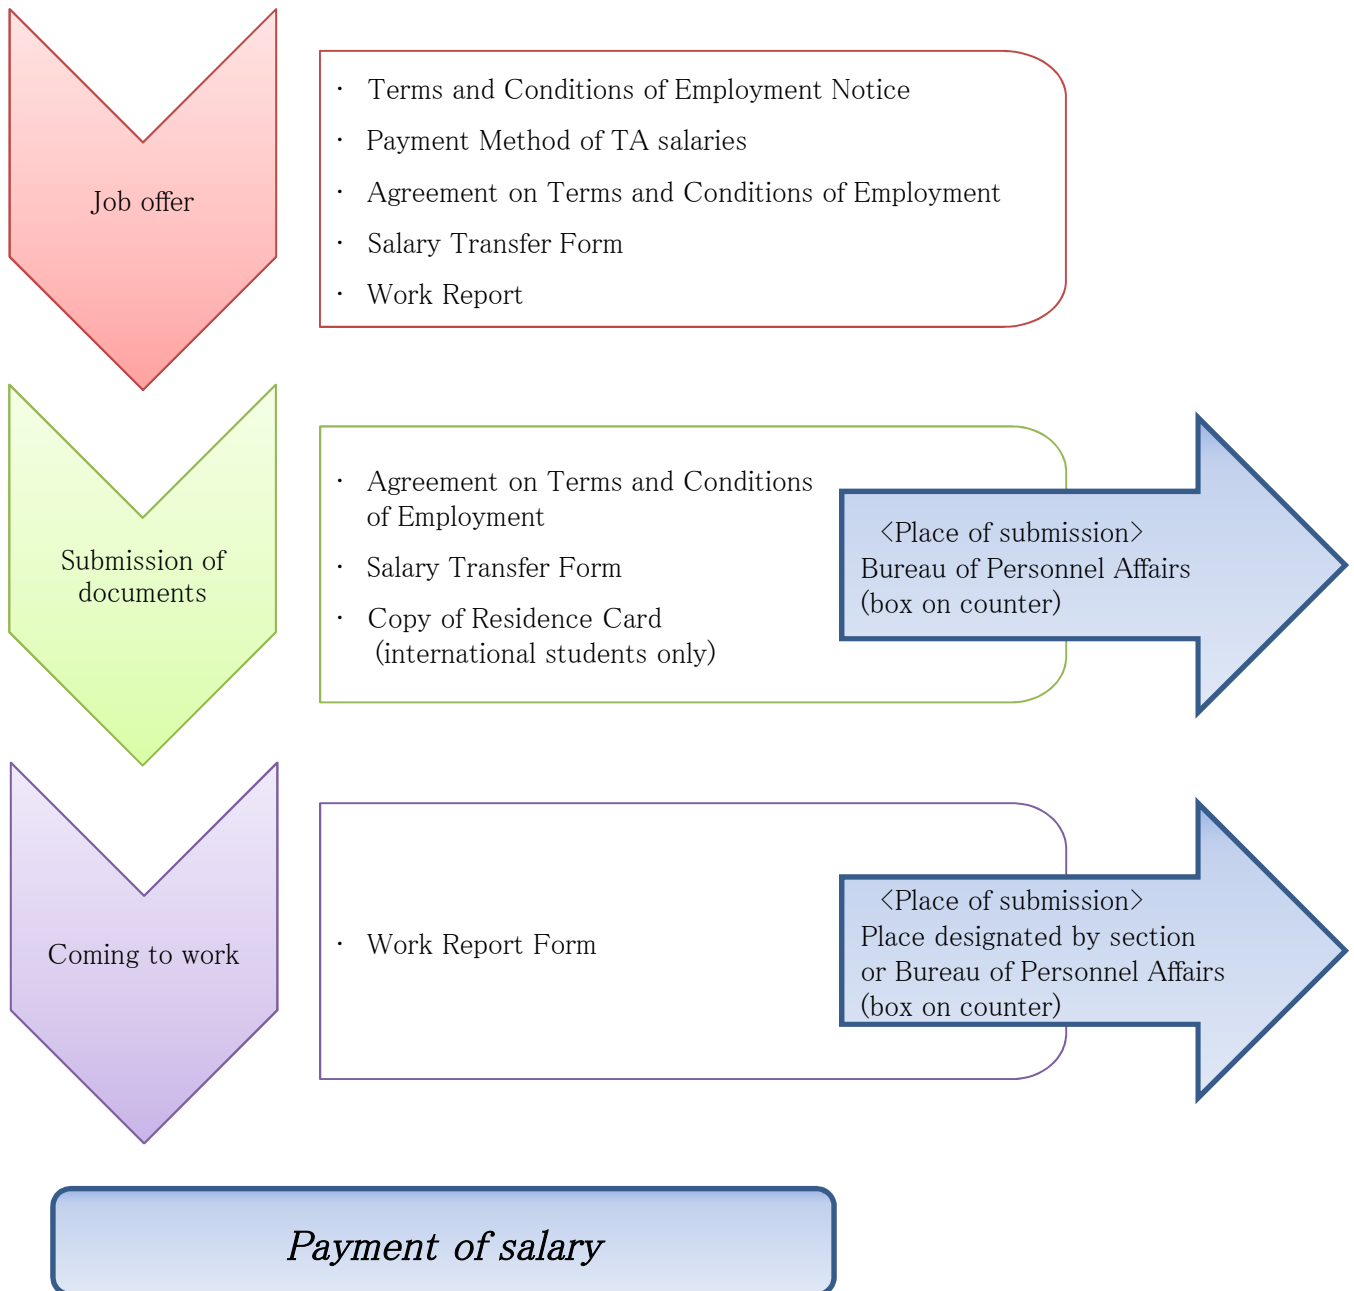 Job offer
・ Terms and Conditions of Employment Notice
・ Payment Method of TA salaries
・ Agreement on Terms and Conditions of Employment
・ Salary Transfer Form
・ Work Report
Submission of
documents
・ Agreement on Terms and Conditions
of Employment
・ Salary Transfer Form
・ Copy of Residence Card
(international students only)
<Place of submission>
Bureau of Personnel Affairs
(box on counter)
Coming to work
・ Work Report Form
<Place of submission>
Place designated by section
or Bureau of Personnel Affairs
(box on counter)
Payment of salary